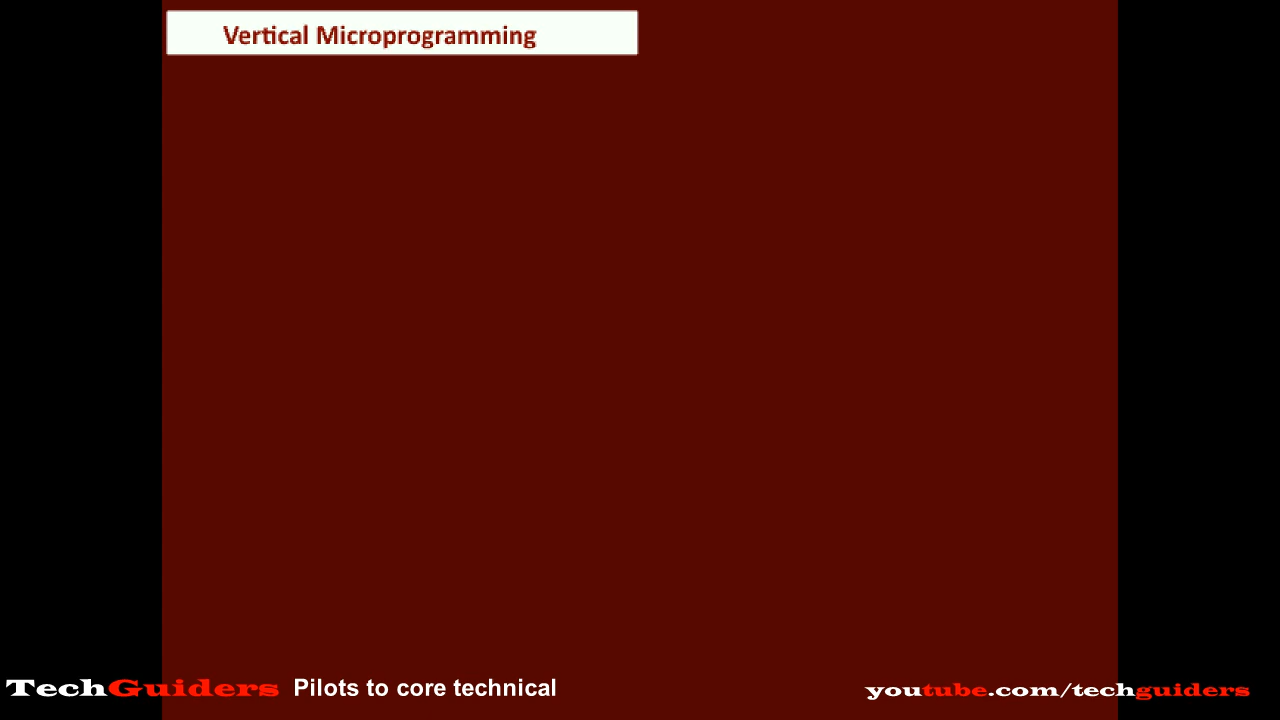 Vertical Microprogramming
TechGuiders Pilots to core technical
youtube.com/techguiders